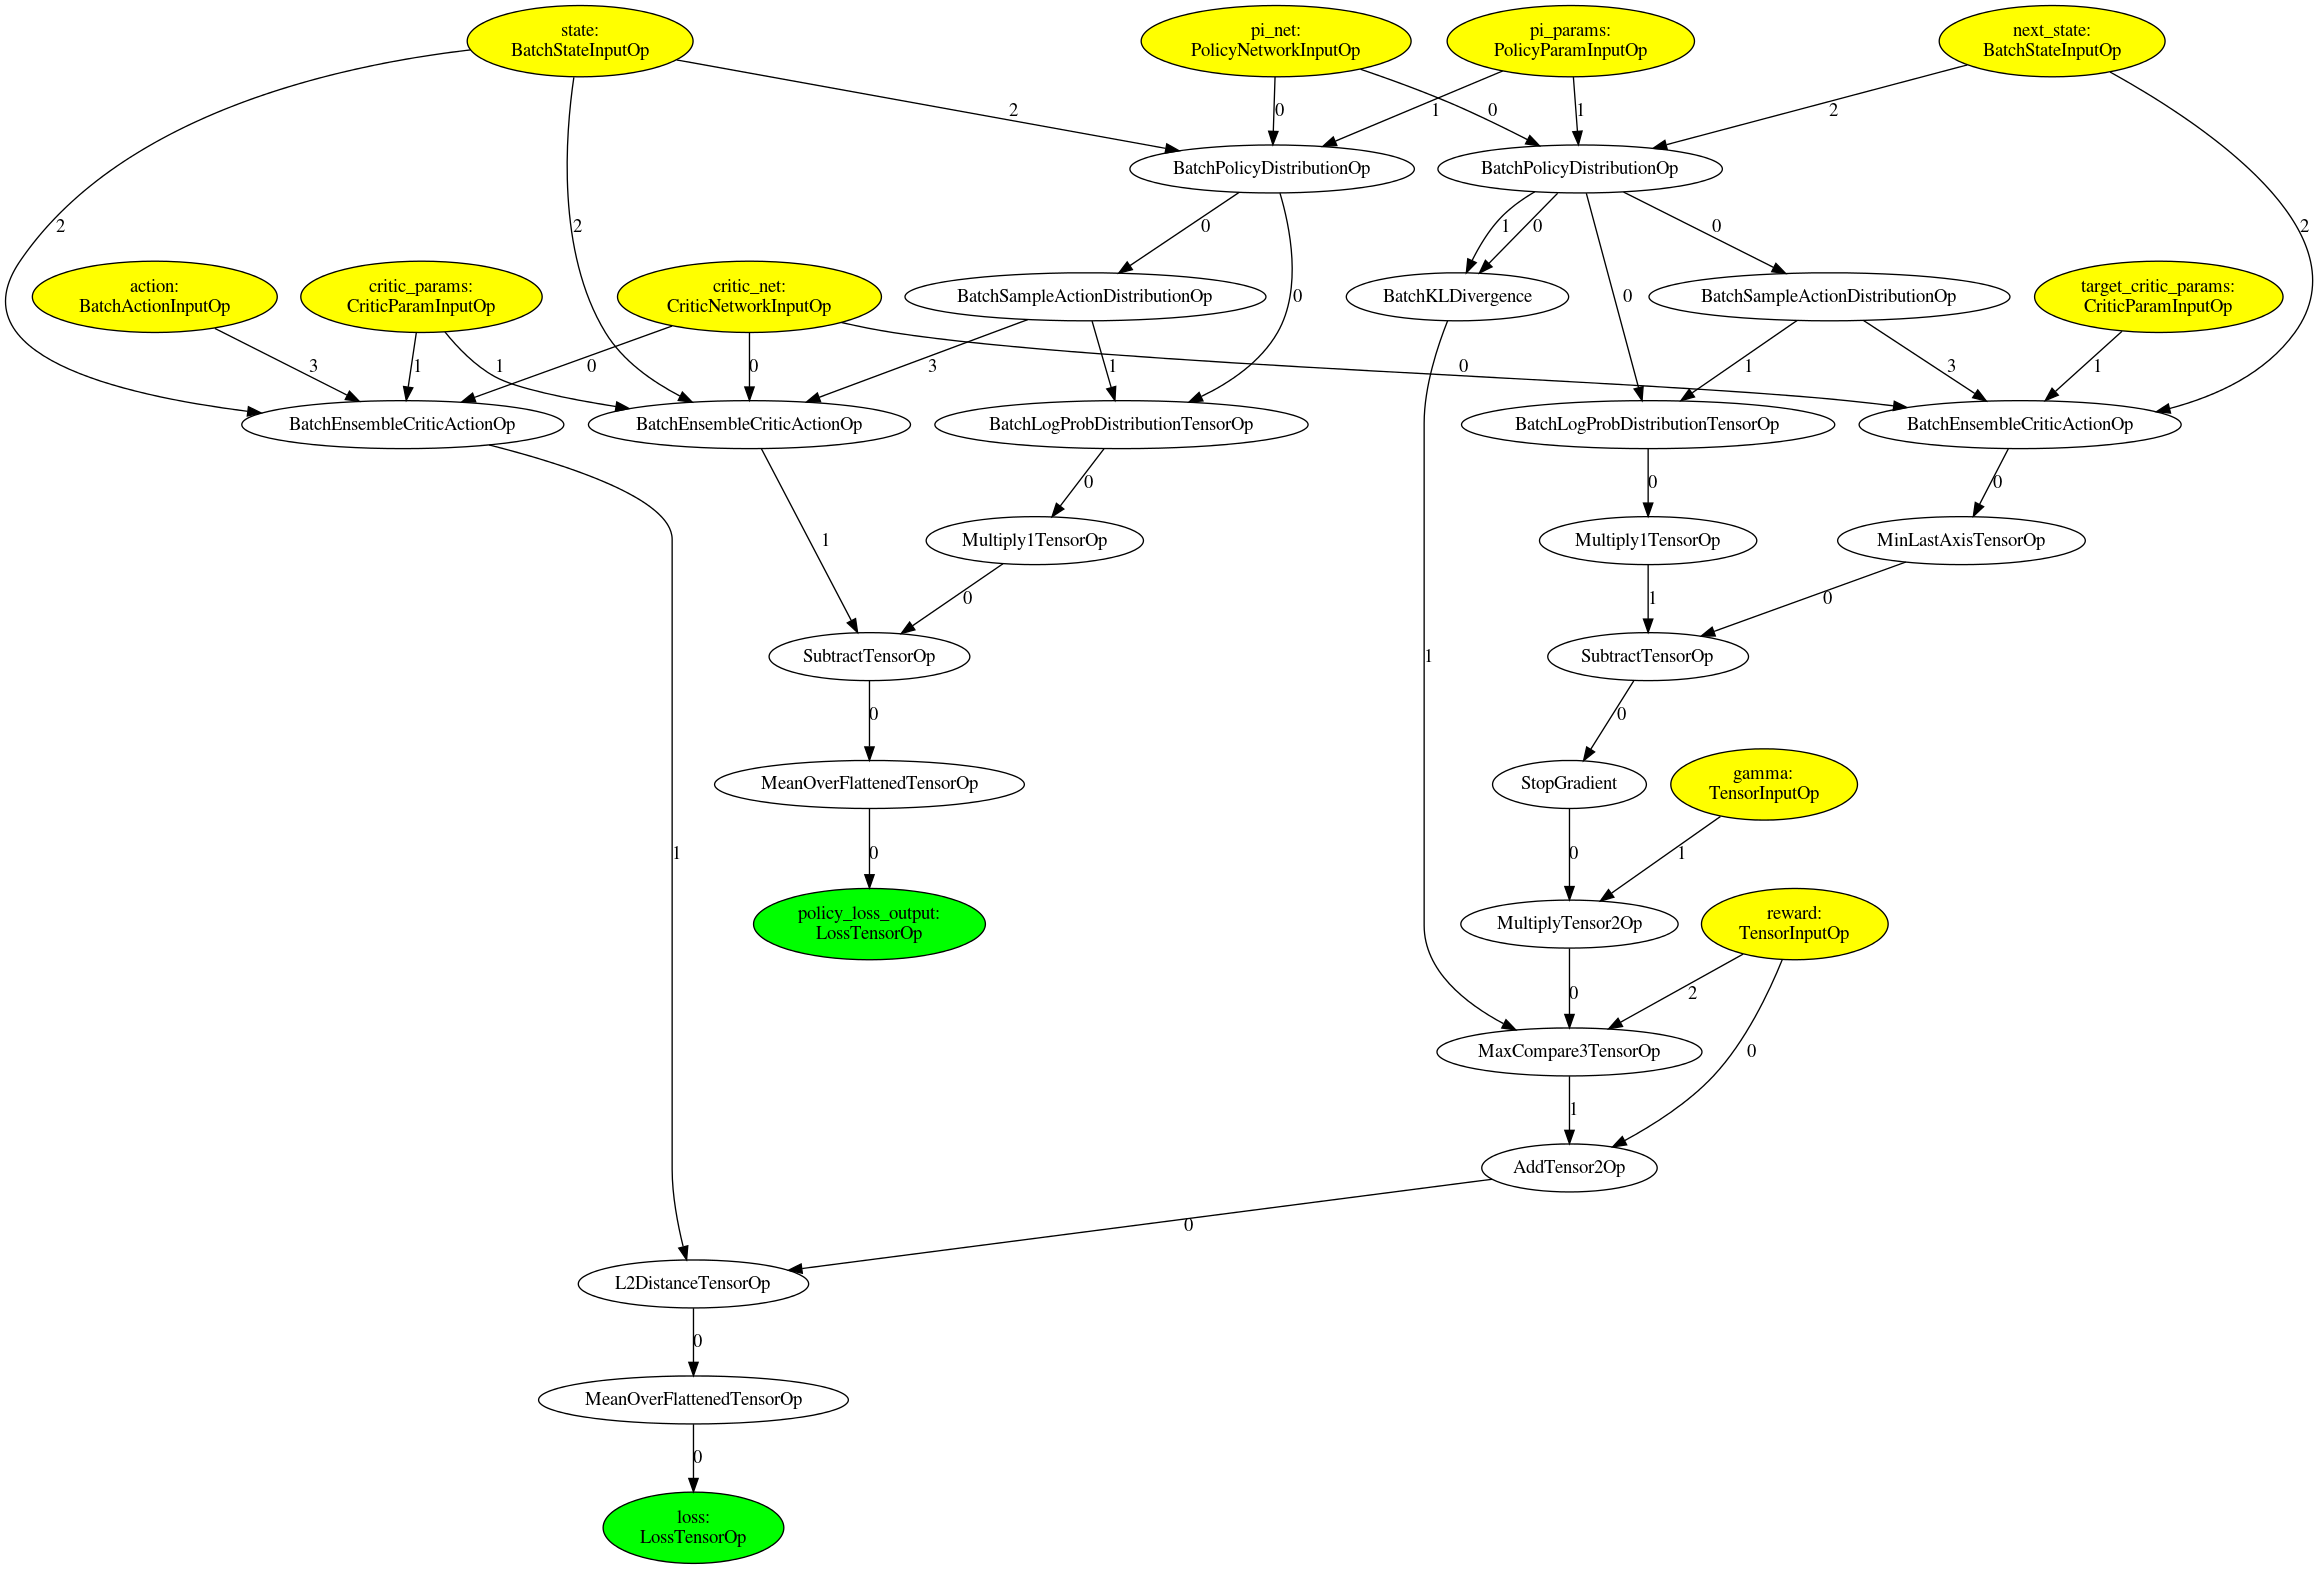 state:
BatchStateInputOp
pi_net:
PolicyNetworkInputOp
pi_params:
PolicyParamInputOp
next_state:
BatchStateInputOp
2
0
1
0
1
2
BatchPolicyDistributionOp
BatchPolicyDistributionOp
2
2
0
1
0
0
2
action:
BatchActionInputOp
critic_params:
CriticParamInputOp
critic_net:
CriticNetworkInputOp
BatchSampleActionDistributionOp
0
BatchKLDivergence
0
BatchSampleActionDistributionOp
target_critic_params:
CriticParamInputOp
3
1
1
0
0
3
1
0
1
3
1
BatchEnsembleCriticActionOp
BatchEnsembleCriticActionOp
BatchLogProbDistributionTensorOp
BatchLogProbDistributionTensorOp
BatchEnsembleCriticActionOp
0
0
0
1
Multiply1TensorOp
Multiply1TensorOp
MinLastAxisTensorOp
0
1
0
SubtractTensorOp
1
SubtractTensorOp
0
0
MeanOverFlattenedTensorOp
StopGradient
gamma:
TensorInputOp
1
0
0
1
policy_loss_output:
LossTensorOp
MultiplyTensor2Op
reward:
TensorInputOp
0
2
MaxCompare3TensorOp
0
1
AddTensor2Op
0
L2DistanceTensorOp
0
MeanOverFlattenedTensorOp
0
loss:
LossTensorOp